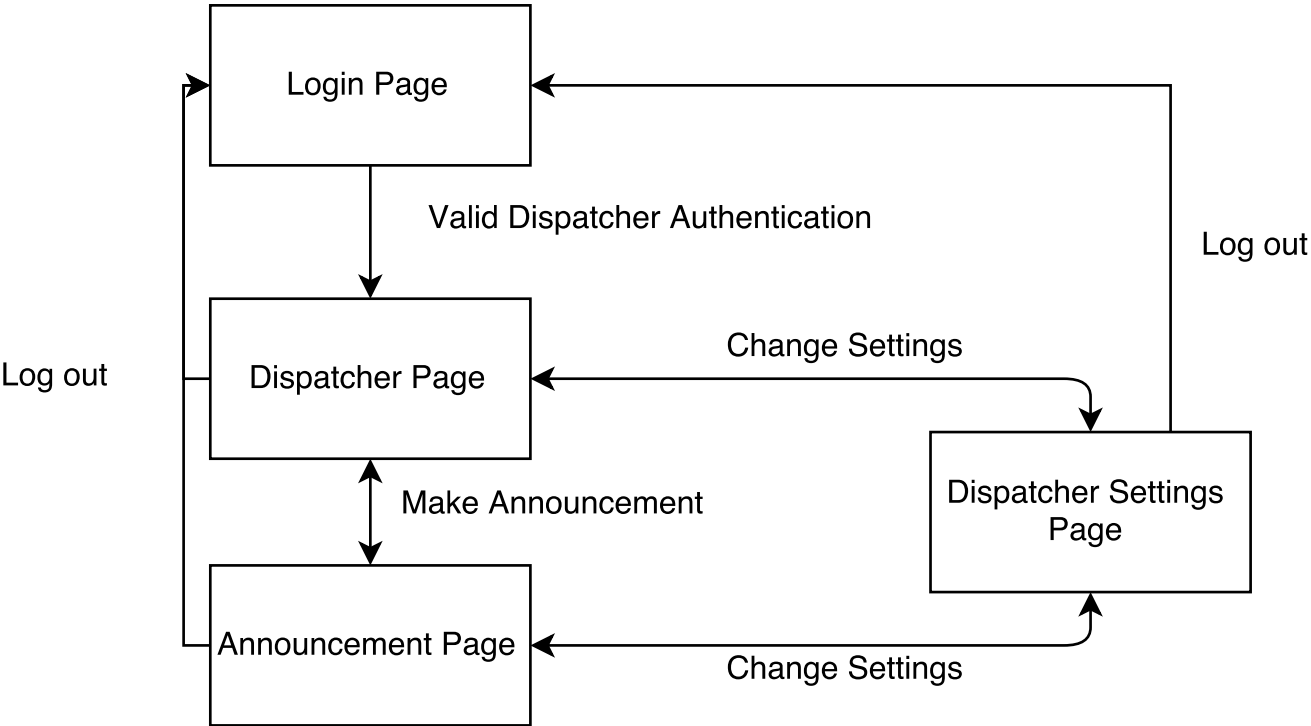 Login Page
Valid Dispatcher Authentication
Log out
Change Settings
Log out
Dispatcher Page
Dispatcher Settings
Page
Make Announcement
Announcement Page
Change Settings